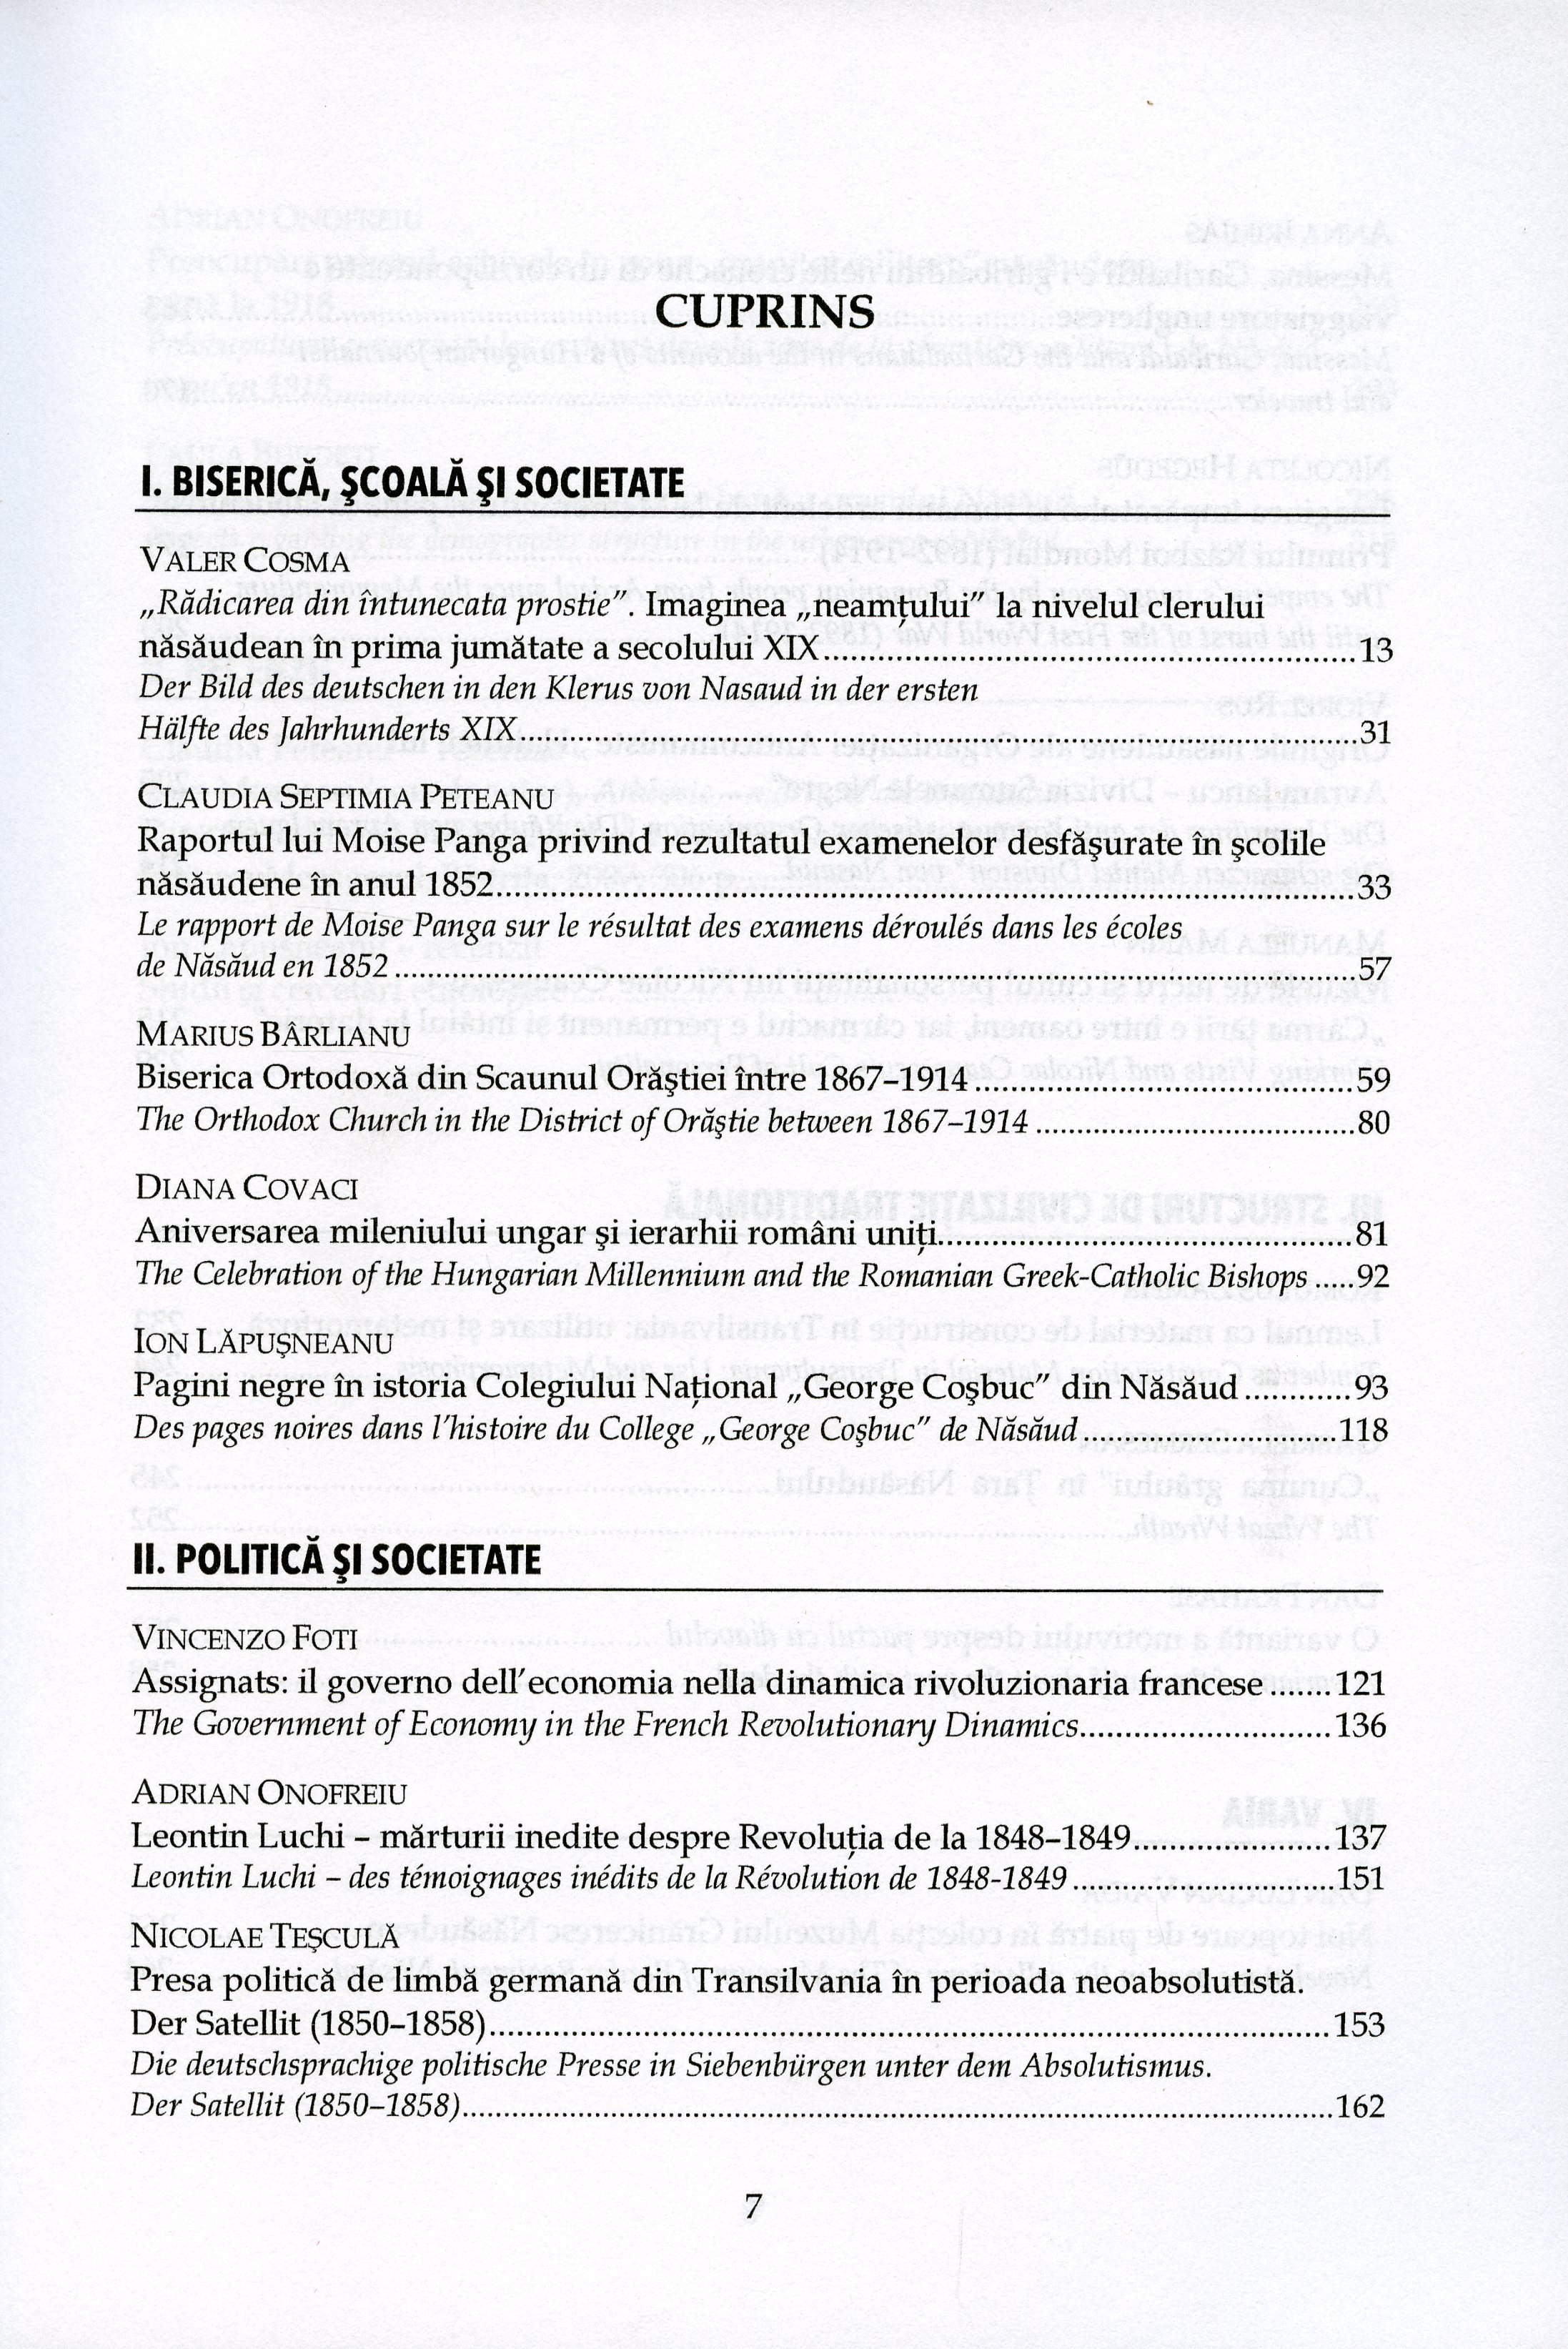 CUPRINS
I. BISERICĂ, ŞCOALĂ ŞI SOCIETATE
VALER COSMA
„Rădicarea din întunecata prostie”. Imaginea „neamţului” la nivelul clerului
năsăudean în prima jumătate a secolului XIX.......................................................13
Der Bild des deutschen in den Klerus von Nasaud in der ersten
Hälfte des Jahrhunderts XIX.......................................................31
CLAUDIA SEPTIMIA PETEANU
Raportul lui Moise Panga privind rezultatul examenelor desfăşurate în şcolile
năsăudene în anul 1852.......................................................33
Le rapport de Moise Panga sur le résultat des examens déroulés dans les écoles
de Năsăud en 1852.......................................................57
MARIUS BÂRLIANU
Biserica Ortodoxă din Scaunul Orăştiei între 1867–1914.......................................59
The Orthodox Church in the District of Orăştie between 1867–1914.................................80
DIANA COVACI
Aniversarea mileniului ungar şi ierarhii români uniţi...........................................81
The Celebration of the Hungarian Millennium and the Romanian Greek-Catholic Bishops.....92
ION LĂPUŞNEANU
Pagini negre în istoria Colegiului Naţional „George Coşbuc” din Năsăud............93
Des pages noires dans l'histoire du College „George Coşbuc” de Năsăud..........................118
II. POLITICĂ ŞI SOCIETATE
VINCENZO FOTI
Assignats: il governo dell'economia nella dinamica rivoluzionaria francese.......121
The Government of Economy in the French Revolutionary Dinamics..........................136
ADRIAN ONOFREIU
Leontin Luchi – mărturii inedite despre Revoluţia de la 1848–1849....................137
Leontin Luchi – des témoignages inédits de la Révolution de 1848-1849...........................151
NICOLAE TEŞCULĂ
Presa politică de limbă germană din Transilvania în perioada neoabsolutistă.
Der Satellit (1850–1858).......................................................153
Die deutschsprachige politische Presse in Siebenbürgen unter dem Absolutismus.
Der Satellit (1850–1858).......................................................162
7